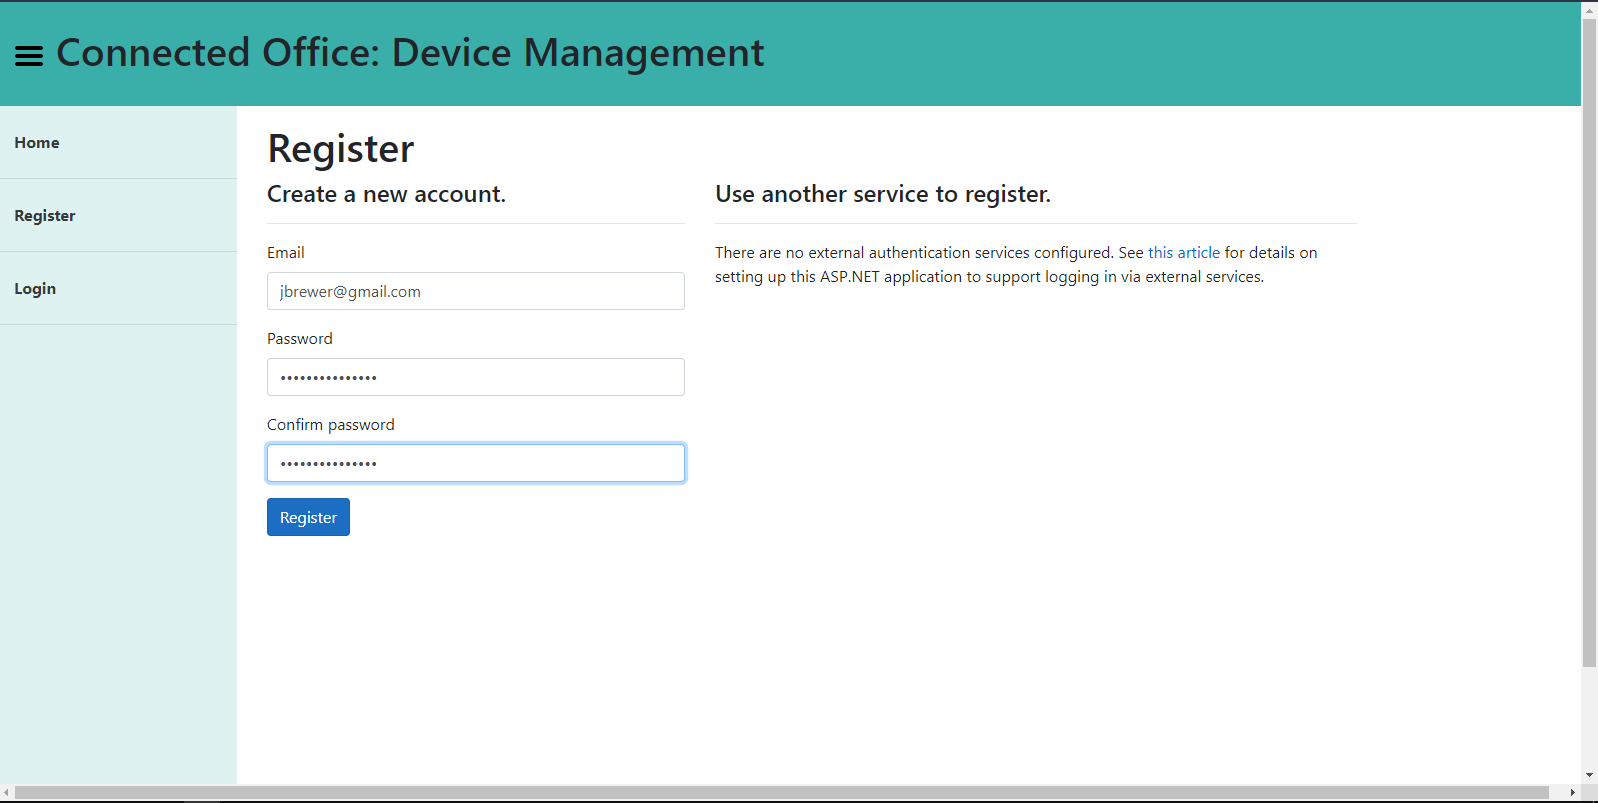 Connected Office: Device Management
Home
Register
Login
Register
Create a new account.
Email
jbrewer@gmail.com
Password
•••••••••••••••
Confirm password
•••••••••••••••
Register
Use another service to register.
There are no external authentication services configured. See this article for details on
setting up this ASP.NET application to support logging in via external services.